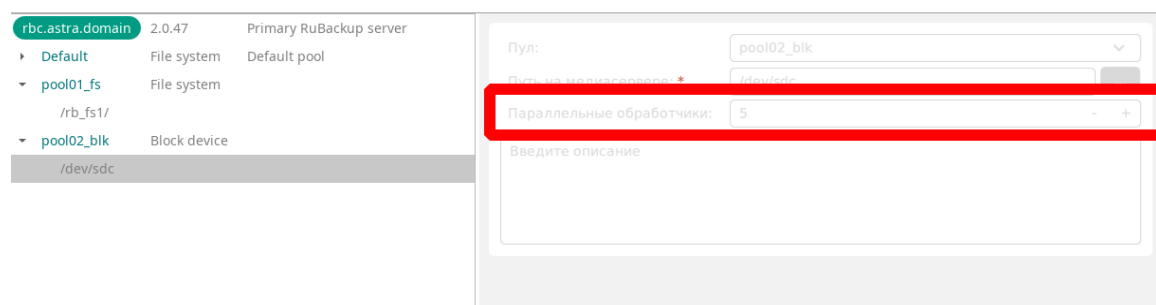 rbc.astra.domain 2.0.47 Primary RuBackup server
Default File system Default pool
pool01_fs File system
/rb_fs1/
pool02_blk Block device
/dev/sdc
Пул: pool02_blk
Путь на медиасервере: * /dev/sdc
Параллельные обработчики: 5 - +
Введите описание